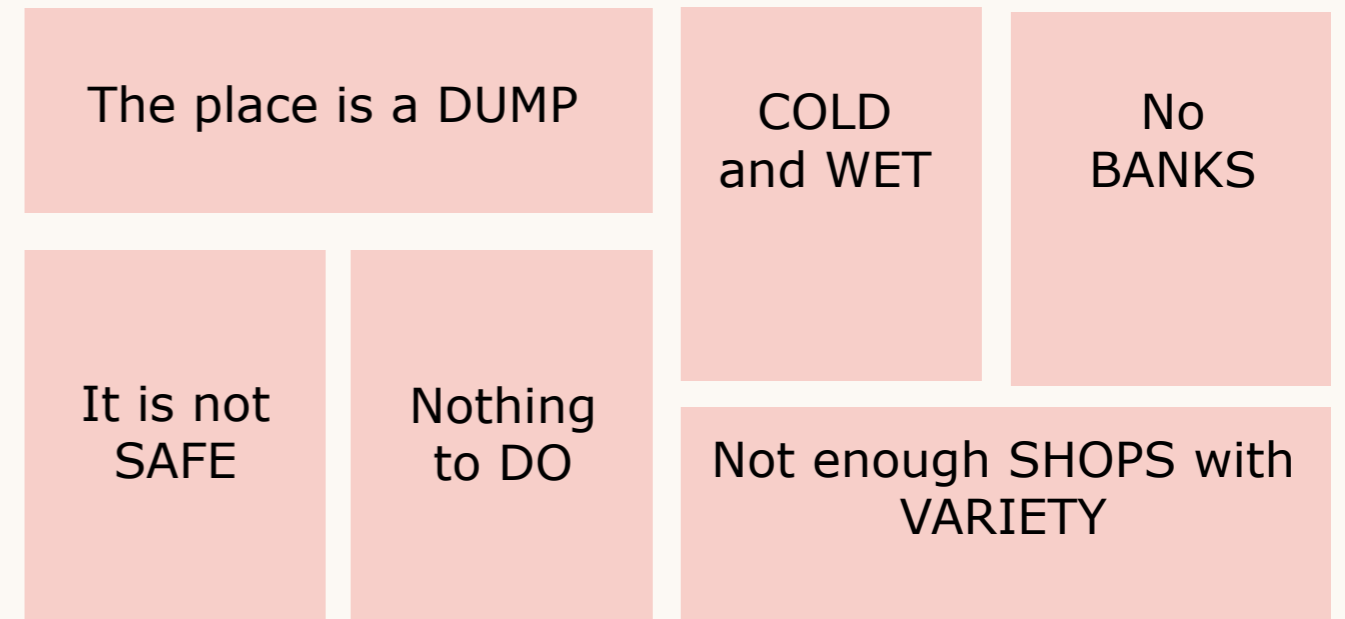 The place is a DUMP
COLD
and WET
No
BANKS
It is not
SAFE
Nothing
to DO
Not enough SHOPS with
VARIETY